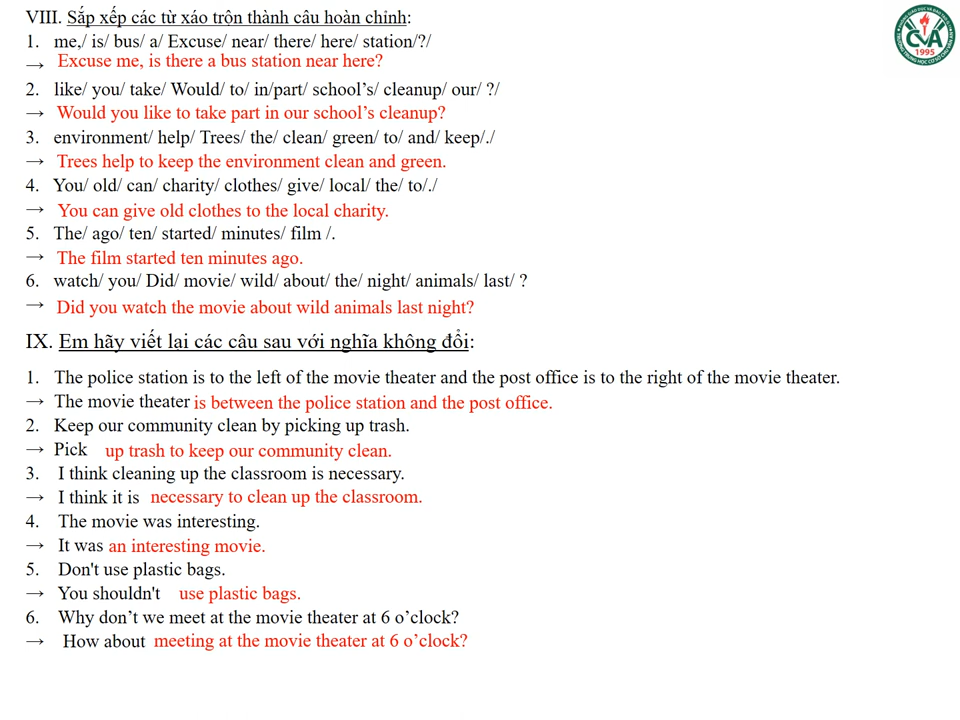 VIII. Sắp xếp các từ xáo trộn thành câu hoàn chỉnh:
1. me,/ is/ bus/ a/ Excuse/ near/ there/ here/ station/?/
→ Excuse me, is there a bus station near here?
2. like/ you/ take/ Would/ to/ in/part/ school's/ cleanup/ our/ ?/
→ Would you like to take part in our school's cleanup?
3. environment/ help/ Trees/ the/ clean/ green/ to/ and/ keep/./
→ Trees help to keep the environment clean and green.
4. You/ old/ can/ charity/ clothes/ give/ local/ the/ to/./
→ You can give old clothes to the local charity.
5. The/ ago/ ten/ started/ minutes/ film /.
→ The film started ten minutes ago.
6. watch/ you/ Did/ movie/ wild/ about/ the/ night/ animals/ last/ ?
→ Did you watch the movie about wild animals last night?
IX. Em hãy viết lại các câu sau với nghĩa không đổi:
1. The police station is to the left of the movie theater and the post office is to the right of the movie theater.
→ The movie theater is between the police station and the post office.
2. Keep our community clean by picking up trash.
→ Pick up trash to keep our community clean.
3. I think cleaning up the classroom is necessary.
→ I think it is necessary to clean up the classroom.
4. The movie was interesting.
→ It was an interesting movie.
5. Don't use plastic bags.
→ You shouldn't use plastic bags.
6. Why don't we meet at the movie theater at 6 o'clock?
→ How about meeting at the movie theater at 6 o'clock?
CVA
1995